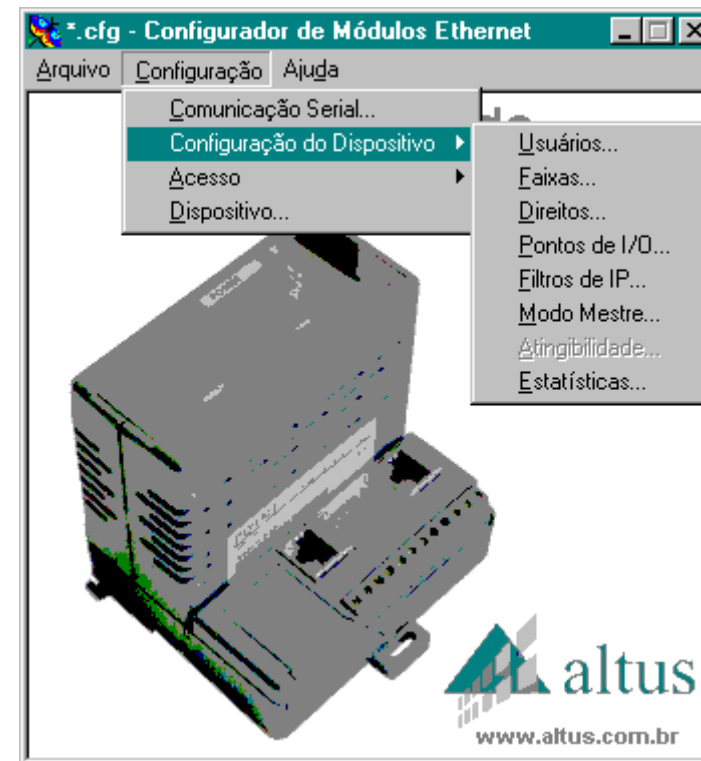 *.cfg - Configurador de Módulos Ethernet
Arquivo Configuração Ajuda
Comunicação Serial...
Configuração do Dispositivo
Acesso
Dispositivo...
Usuários...
Faixas...
Direitos...
Pontos de I/O...
Filtros de IP...
Modo Mestre...
Atingibilidade...
Estatísticas...
altus
www.altus.com.br